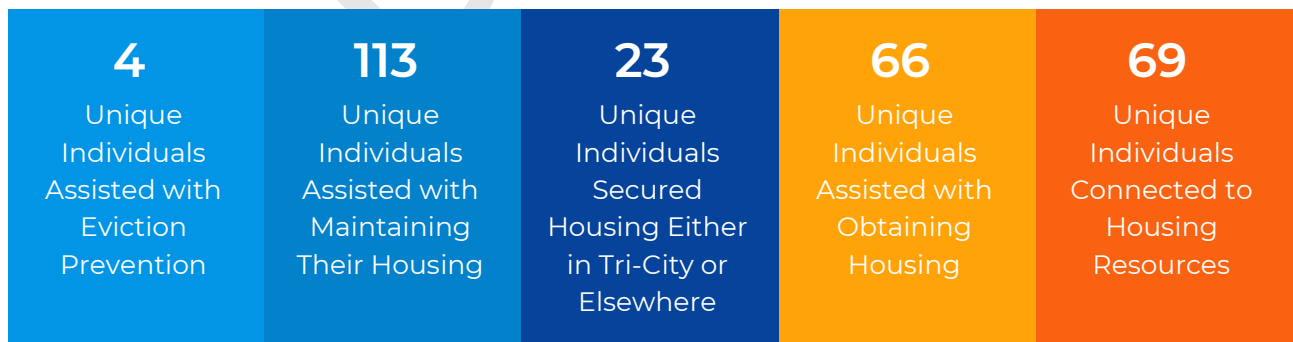 4
Unique
Individuals
Assisted with
Eviction
Prevention
113
Unique
Individuals
Assisted with
Maintaining
Their Housing
23
Unique
Individuals
Secured
Housing Either
in Tri-City or
Elsewhere
66
Unique
Individuals
Assisted with
Obtaining
Housing
69
Unique
Individuals
Connected to
Housing
Resources